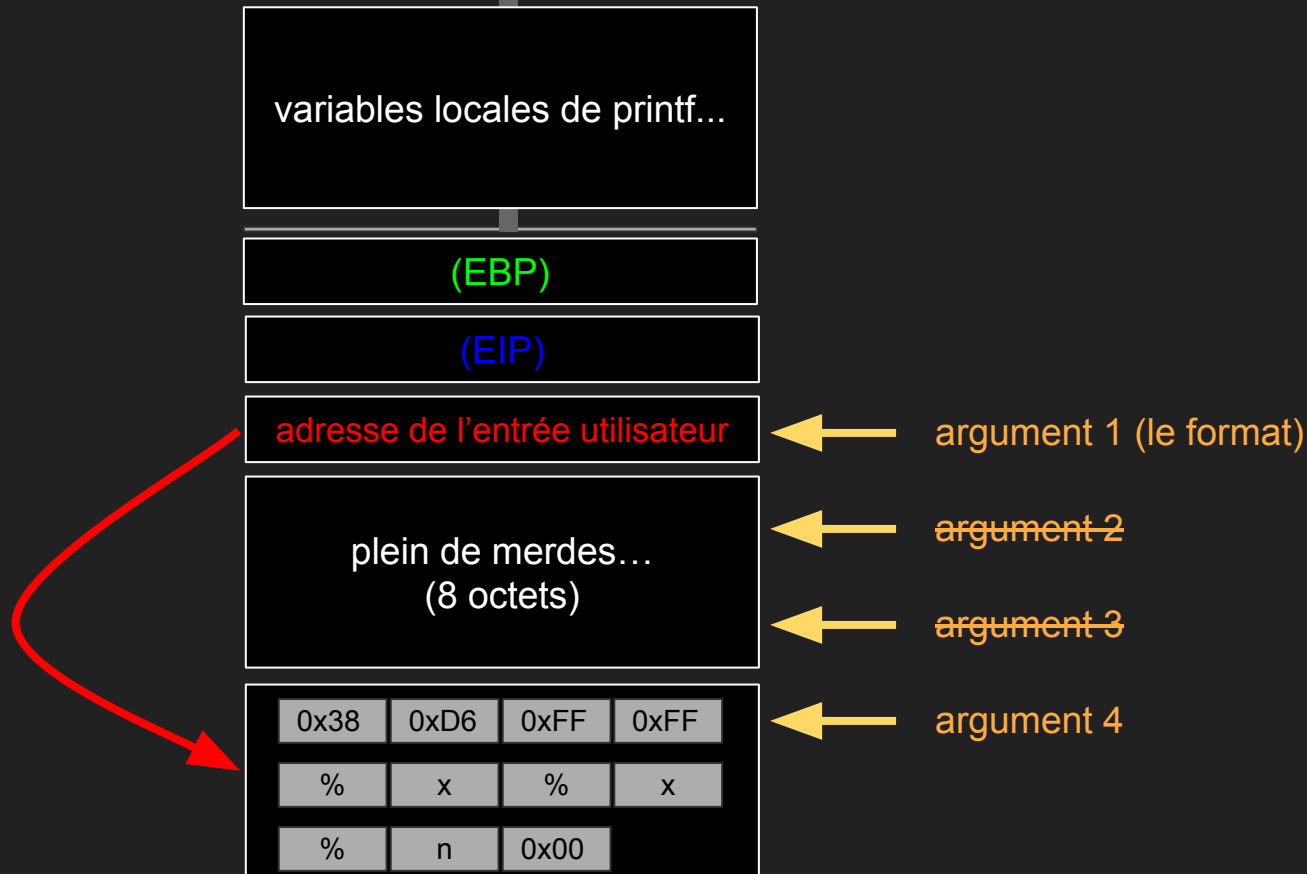 variables locales de printf...
(EBP)
(EIP)
adresse de l'entrée utilisateur
argument 1 (le format)
plein de merdes…
(8 octets)
argument 2
argument 3
0x38 0xD6 0xFF 0xFF
argument 4
% x % x
% n 0x00